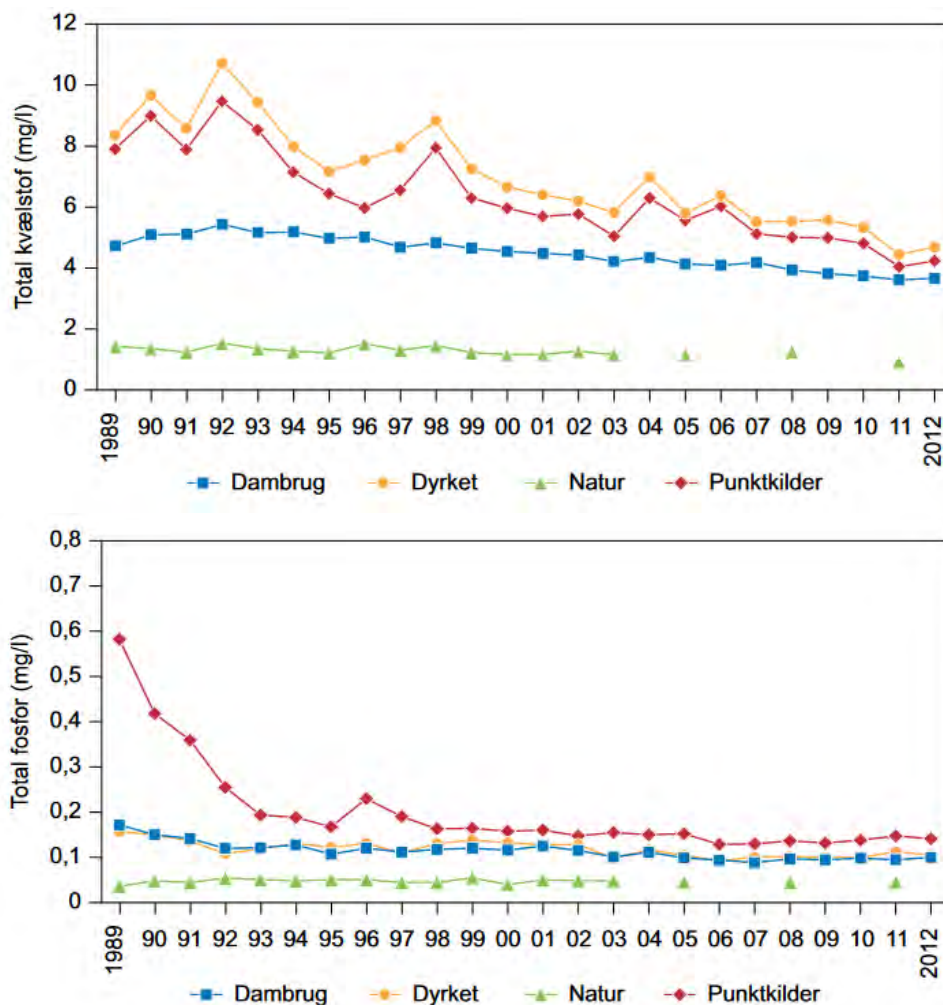 Total kvælstof (mg/l)
12
10
8
6
4
2
0
1989 90 91 92 93 94 95 96 97 98 99 00 01 02 03 04 05 06 07 08 09 10 11 2012
Dambrug Dyrket Natur Punktkilder
Total fosfor (mg/l)
0,8
0,7
0,6
0,5
0,4
0,3
0,2
0,1
0
1989 90 91 92 93 94 95 96 97 98 99 00 01 02 03 04 05 06 07 08 09 10 11 2012
Dambrug Dyrket Natur Punktkilder